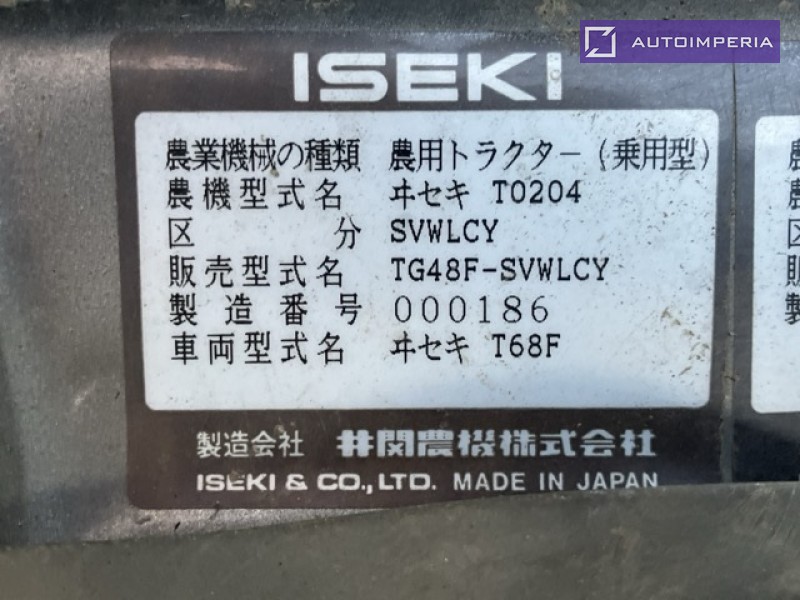 AUTOIMPERIA
ISEKI
農業機械の種類 農用トラクター(乗用型)
農機型式名 ヰセキ T0204
区分 SVWLCY
販売型式名 TG48F-SVWLCY
製造番号 000186
車両型式名 ヰセキ T68F
製造会社 井関農機株式会社
ISEKI & CO., LTD. MADE IN JAPAN